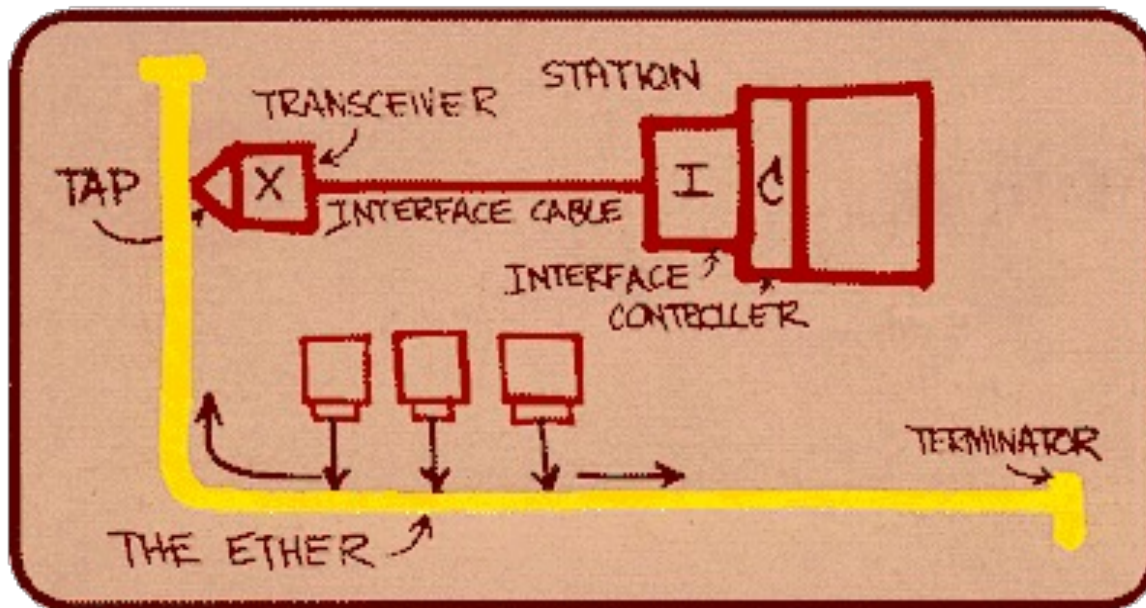 STATION
TRANSCEIVER
TAP
X
I
C
INTERFACE CABLE
INTERFACE
CONTROLLER
TERMINATOR
THE ETHER